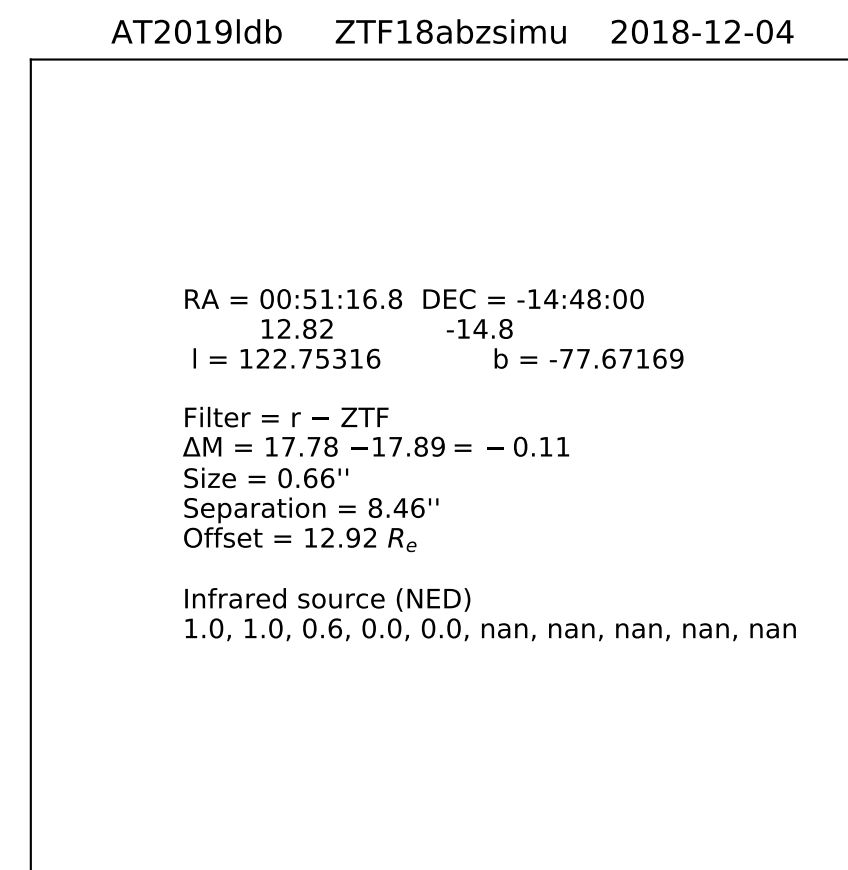 AT2019ldb ZTF18abzsimu 2018-12-04
RA = 00:51:16.8 DEC = -14:48:00
12.82 -14.8
l = 122.75316 b = -77.67169
Filter = r − ZTF
ΔM = 17.78 −17.89 = − 0.11
Size = 0.66''
Separation = 8.46''
Offset = 12.92 Re
Infrared source (NED)
1.0, 1.0, 0.6, 0.0, 0.0, nan, nan, nan, nan, nan